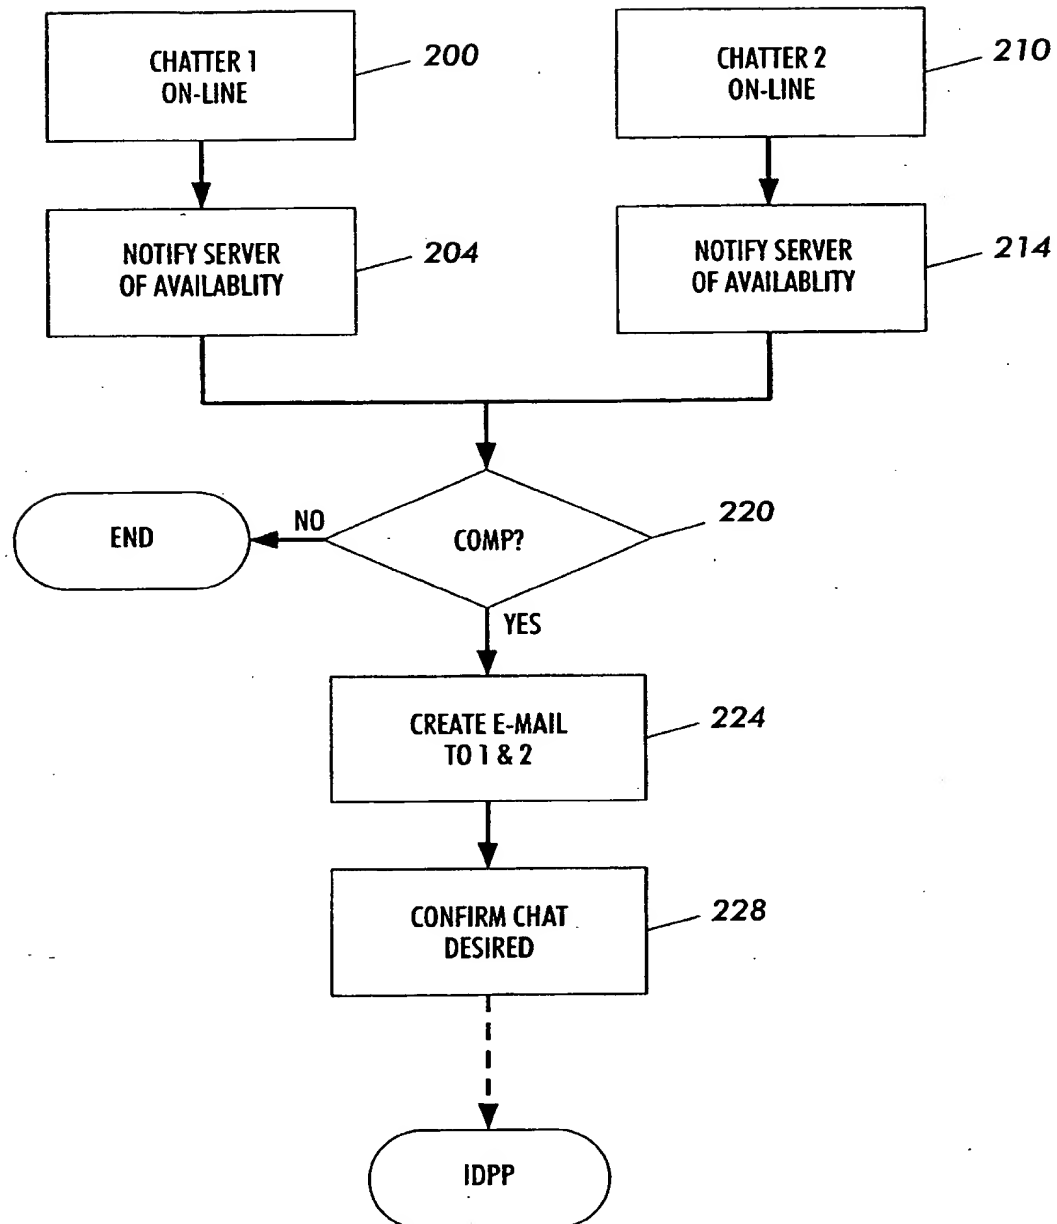 CHATTER 1
ON-LINE
200
CHATTER 2
ON-LINE
210
NOTIFY SERVER
OF AVAILABLITY
204
NOTIFY SERVER
OF AVAILABLITY
214
END
NO
COMP?
220
YES
CREATE E-MAIL
TO 1 & 2
224
CONFIRM CHAT
DESIRED
228
IDPP